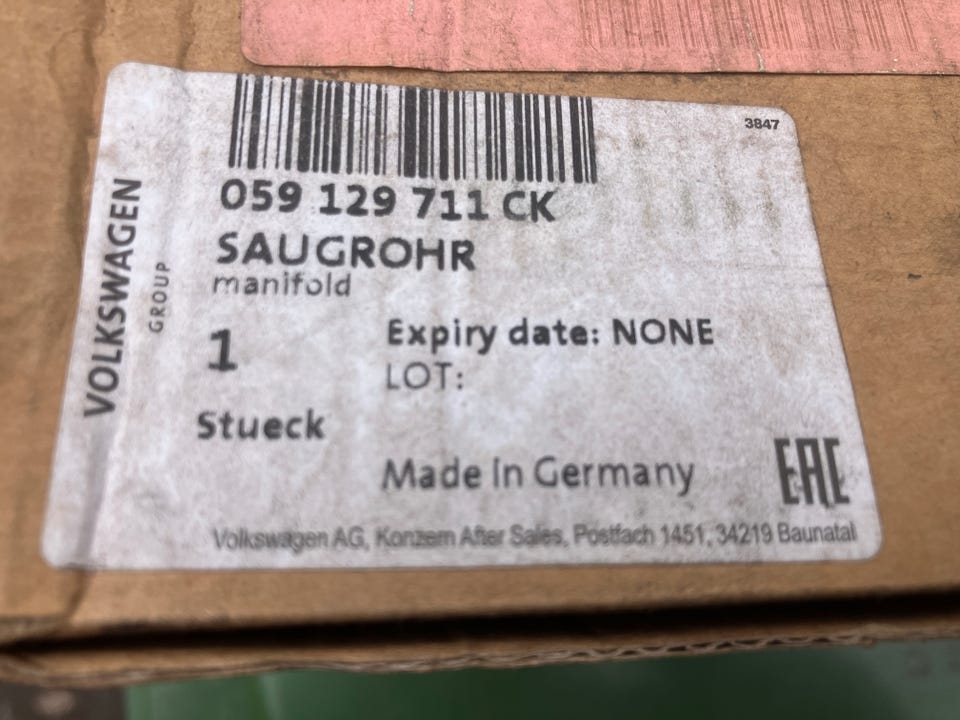 3847
059 129 711 CK
SAUGROHR
manifold
VOLKSWAGEN
GROUP
1
Stueck
Expiry date: NONE
LOT:
Made in Germany
EAC
Volkswagen AG, Konzern After Sales, Postfach 1451, 34219 Baunatal